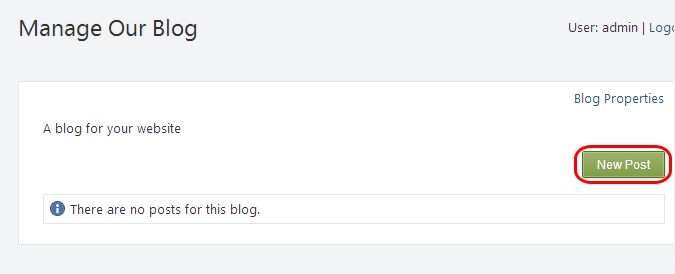 Manage Our Blog
User: admin |
Blog Properties
A blog for your website
New Post
There are no posts for this blog.